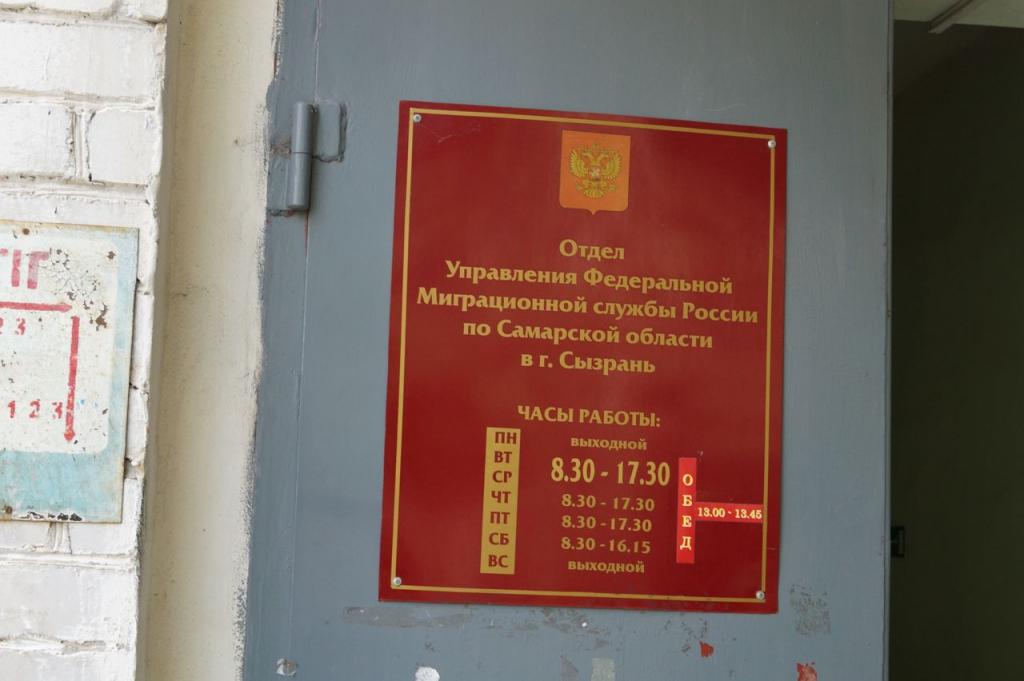 Отдел
Управления Федеральной
Миграционной службы России
по Самарской области
в г. Сызрань
ЧАСЫ РАБОТЫ:
ПН
ВТ
СР
ЧТ
ПТ
СБ
ВС
выходной
8.30 - 17.30
8.30 - 17.30
8.30 - 17.30
8.30 - 16.15
выходной
ОБЕД
13.00 - 13.45
123